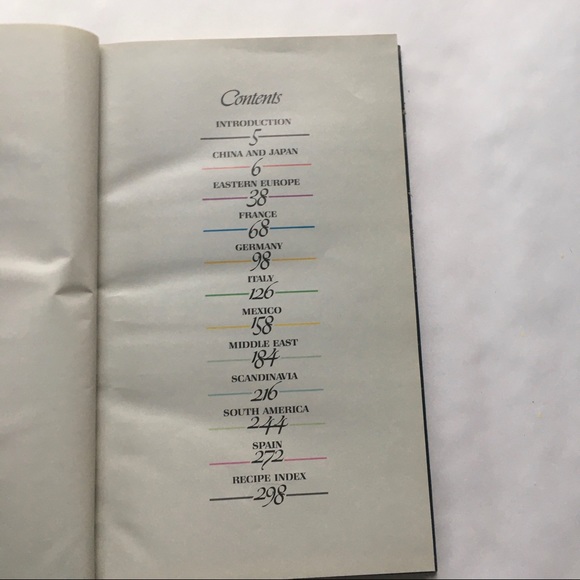 Contents
INTRODUCTION
5
CHINA AND JAPAN
6
EASTERN EUROPE
38
FRANCE
68
GERMANY
98
ITALY
126
MEXICO
158
MIDDLE EAST
184
SCANDINAVIA
216
SOUTH AMERICA
244
SPAIN
272
RECIPE INDEX
298